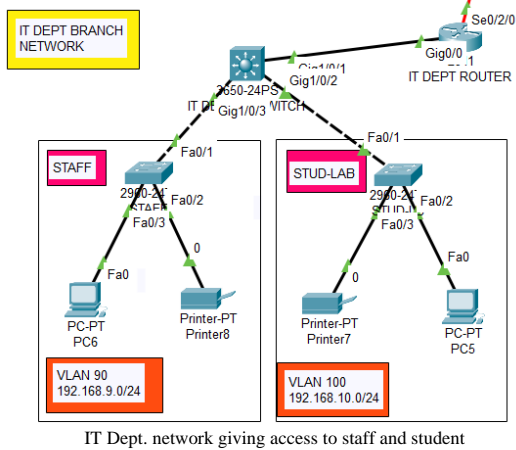 IT DEPT BRANCH
NETWORK
Se0/2/0
Gig0/0
IT DEPT ROUTER
Gig1/0/1
3650-24PS
Gig1/0/2
Gig1/0/3
Fa0/1
Fa0/1
STAFF
STUD-LAB
Fa0/2
Fa0/3
Fa0/2
Fa0/3
Fa0
0
0
Fa0
PC-PT
PC6
Printer-PT
Printer8
Printer-PT
Printer7
PC-PT
PC5
VLAN 90
192.168.9.0/24
VLAN 100
192.168.10.0/24
IT Dept. network giving access to staff and student